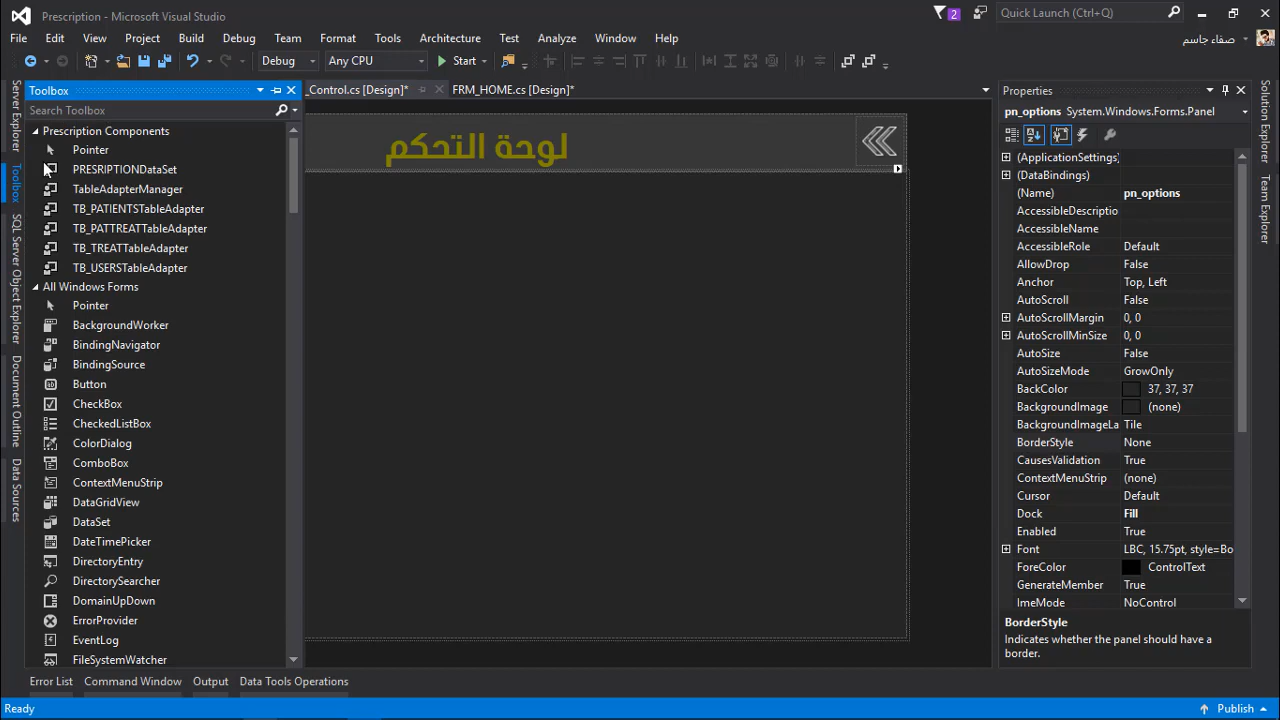 Prescription - Microsoft Visual Studio
2
Quick Launch (Ctrl+Q)
File Edit View Project Build Debug Team Format Tools Architecture Test Analyze Window Help
صفاء جاسم
Debug Any CPU Start
Toolbox
_Control.cs [Design]* FRM_HOME.cs [Design]*
Properties
Search Toolbox
pn_options System.Windows.Forms.Panel
Server Explorer
Toolbox
SQL Server Object Explorer
Document Outline
Data Sources
Prescription Components
Pointer
PRESRIPTIONDataSet
TableAdapterManager
TB_PATIENTSTableAdapter
TB_PATTREATTableAdapter
TB_TREATTableAdapter
TB_USERSTableAdapter
All Windows Forms
Pointer
BackgroundWorker
BindingNavigator
BindingSource
Button
CheckBox
CheckedListBox
ColorDialog
ComboBox
ContextMenuStrip
DataGridView
DataSet
DateTimePicker
DirectoryEntry
DirectorySearcher
DomainUpDown
ErrorProvider
EventLog
FileSystemWatcher
لوحة التحكم
(ApplicationSettings)
(DataBindings)
(Name) pn_options
AccessibleDescriptio
AccessibleName
AccessibleRole Default
AllowDrop False
Anchor Top, Left
AutoScroll False
AutoScrollMargin 0, 0
AutoScrollMinSize 0, 0
AutoSize False
AutoSizeMode GrowOnly
BackColor 37, 37, 37
BackgroundImage (none)
BackgroundImageLa Tile
BorderStyle None
CausesValidation True
ContextMenuStrip (none)
Cursor Default
Dock Fill
Enabled True
Font LBC, 15.75pt, style=Bo
ForeColor ControlText
GenerateMember True
ImeMode NoControl
BorderStyle
Indicates whether the panel should have a
border.
Solution Explorer
Team Explorer
Error List Command Window Output Data Tools Operations
Ready
Publish